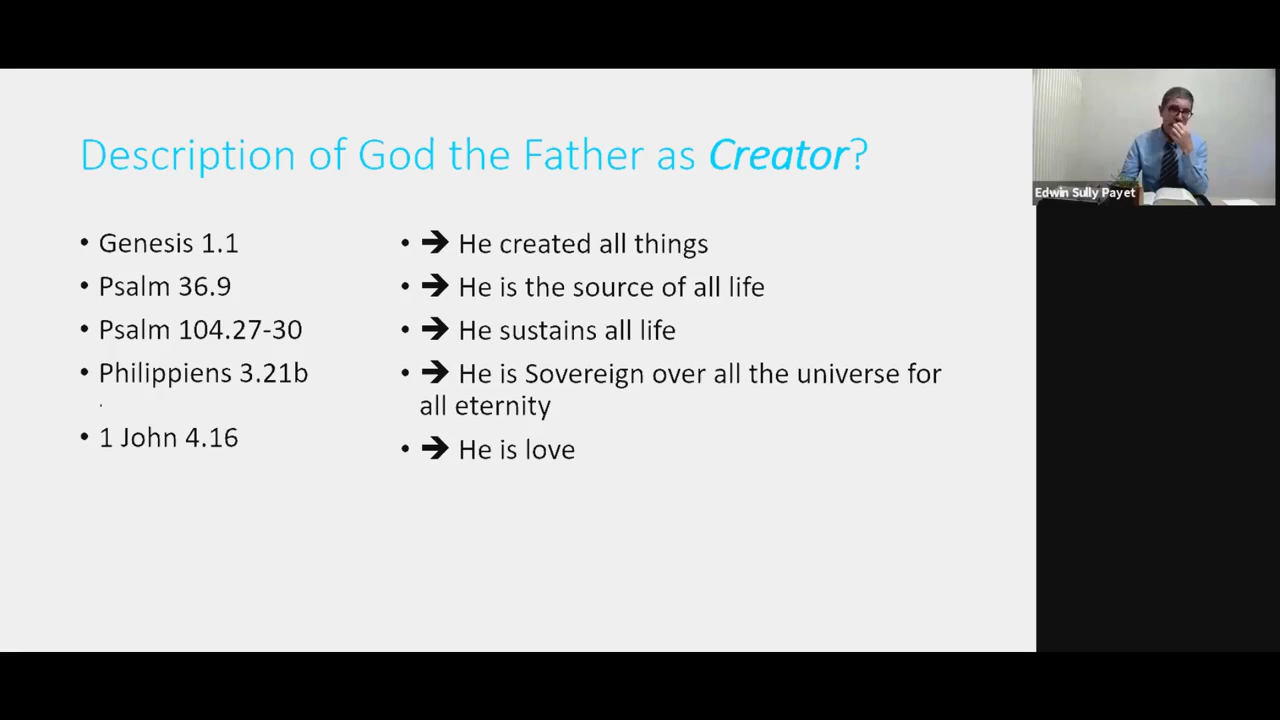 Description of God the Father as Creator?
• Genesis 1.1
• Psalm 36.9
• Psalm 104.27-30
• Philippiens 3.21b
.
• 1 John 4.16
• ➔ He created all things
• ➔ He is the source of all life
• ➔ He sustains all life
• ➔ He is Sovereign over all the universe for
all eternity
• ➔ He is love
Edwin Sully Payet